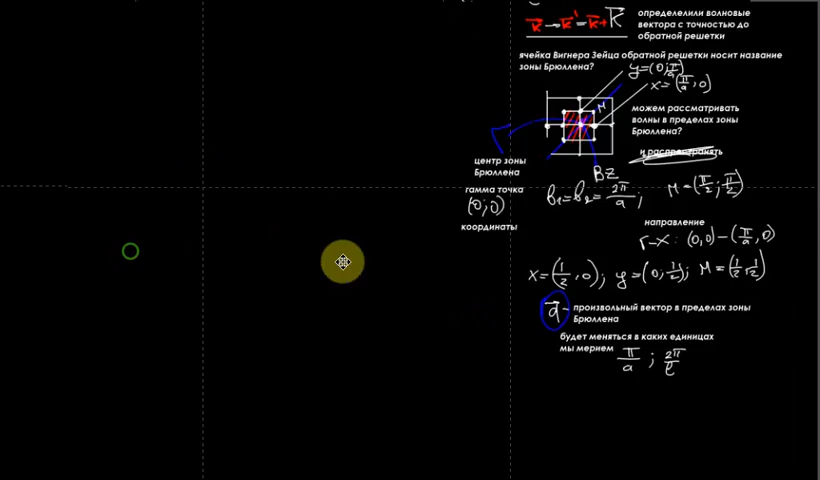 k→k'=k+K
определелили волновые
вектора с точностью до
обратной решетки
ячейка Вигнера Зейца обратной решетки носит название
зоны Брюллена?
y=(0;π/a)
x=(π/a,0)
M
можем рассматривать
волны в пределах зоны
Брюллена?
и распространять
центр зоны
Брюллена
гамма точка
(0;0)
координаты
BZ
b₁=b₂=2π/a;
M=(π/2;π/2)
направление
Г-X: (0,0)-(π/a,0)
X=(1/2,0); y=(0,1/2); M=(1/2,1/2)
q - произвольный вектор в пределах зоны
Брюллена
будет меняться в каких единицах
мы мерием
π/a ; 2π/ℓ